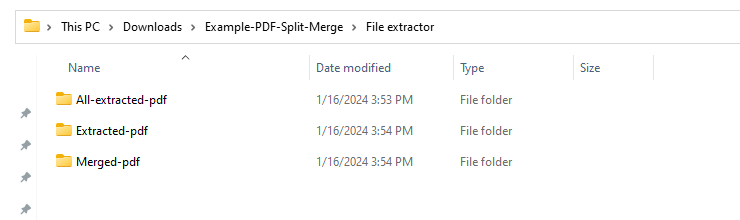 This PC > Downloads > Example-PDF-Split-Merge > File extractor
Name Date modified Type Size
All-extracted-pdf 1/16/2024 3:53 PM File folder
Extracted-pdf 1/16/2024 3:54 PM File folder
Merged-pdf 1/16/2024 3:54 PM File folder